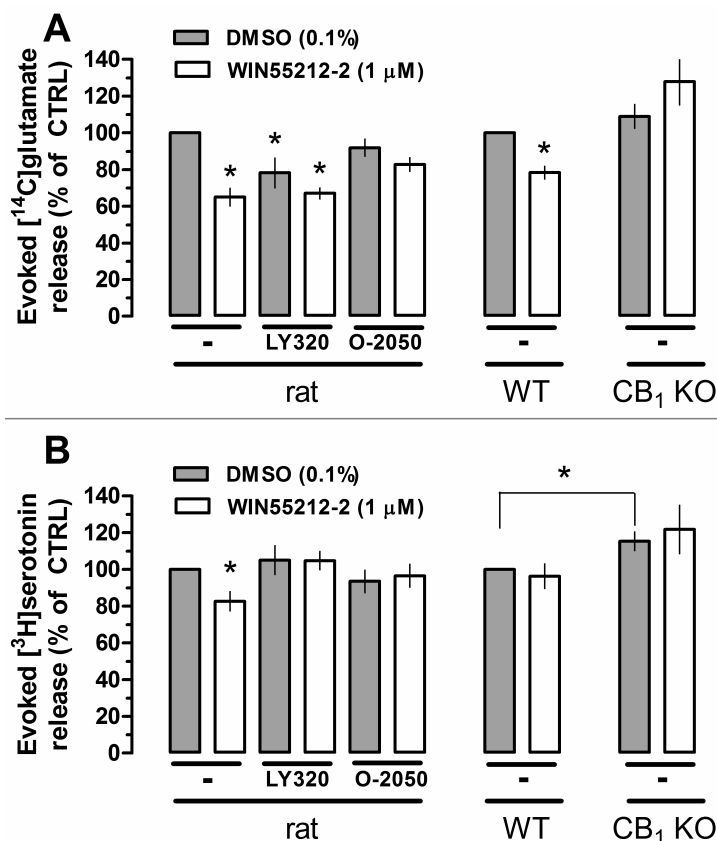 A
DMSO (0.1%)
WIN55212-2 (1 μM)
Evoked [¹⁴C]glutamate
release (% of CTRL)
140
120
100
80
60
40
20
0
* * * *
- LY320 O-2050 - -
rat WT CB₁ KO
B
DMSO (0.1%)
WIN55212-2 (1 μM)
Evoked [³H]serotonin
release (% of CTRL)
140
120
100
80
60
40
20
0
* *
- LY320 O-2050 - -
rat WT CB₁ KO